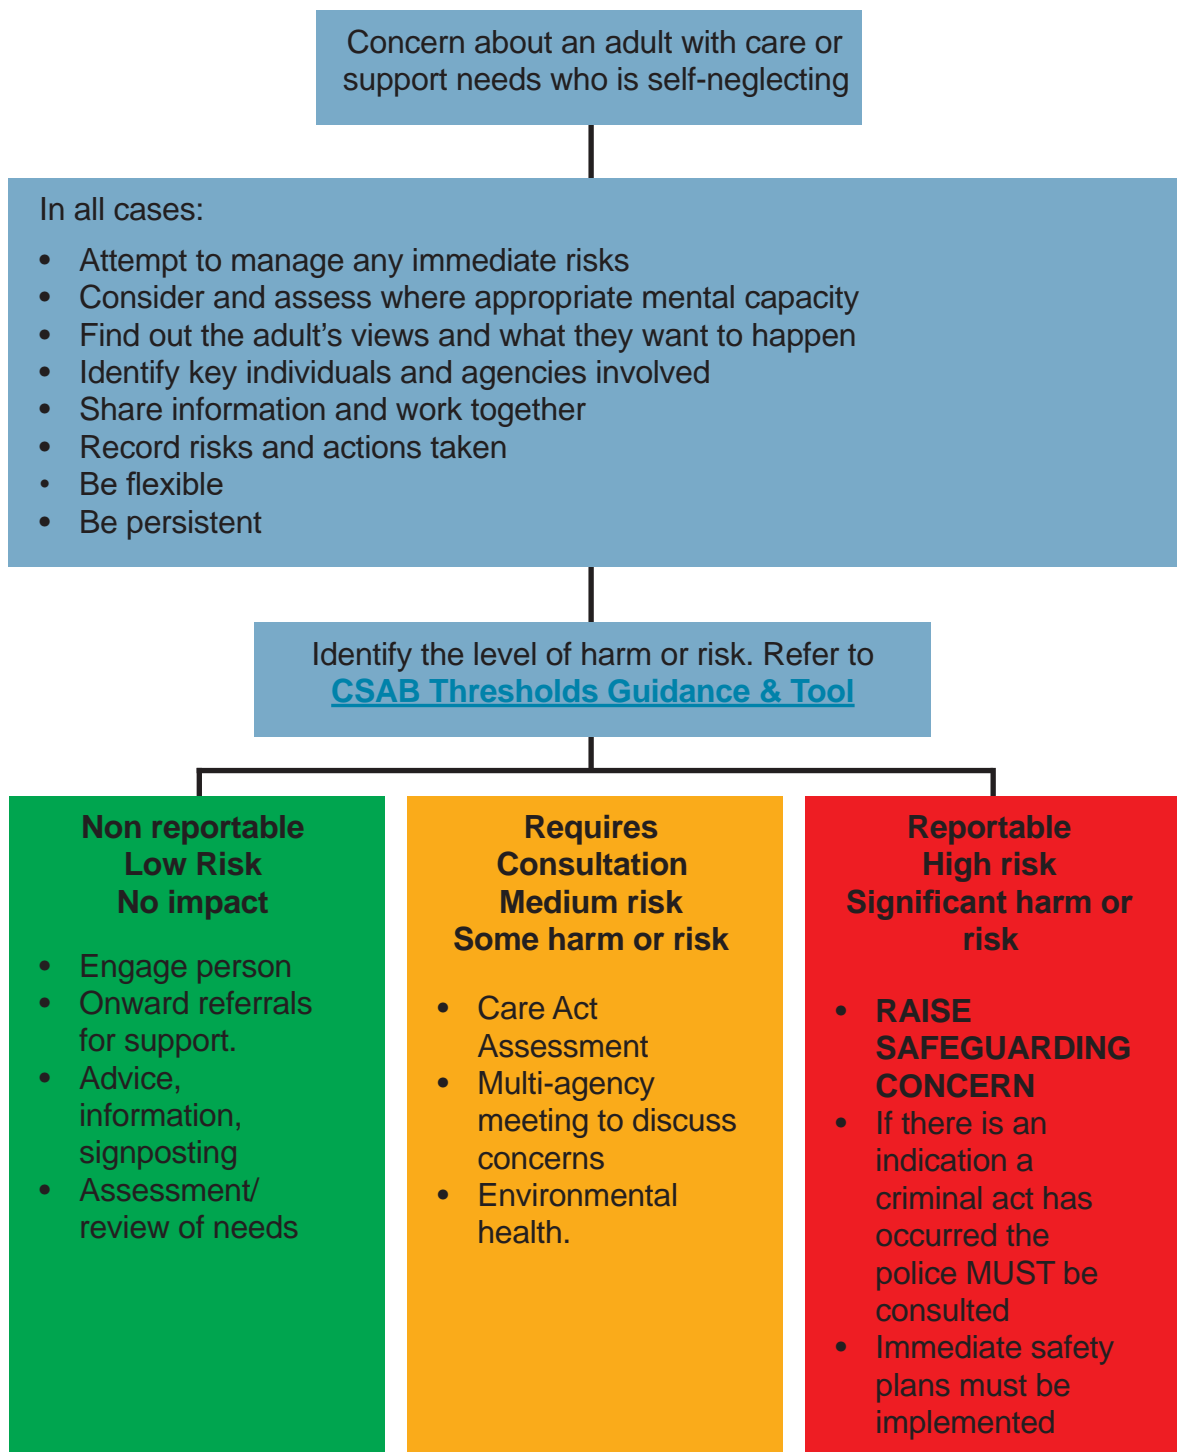 Concern about an adult with care or
support needs who is self-neglecting
In all cases:
• Attempt to manage any immediate risks
• Consider and assess where appropriate mental capacity
• Find out the adult’s views and what they want to happen
• Identify key individuals and agencies involved
• Share information and work together
• Record risks and actions taken
• Be flexible
• Be persistent
Identify the level of harm or risk. Refer to
CSAB Thresholds Guidance & Tool
Non reportable
Low Risk
No impact
• Engage person
• Onward referrals
for support.
• Advice,
information,
signposting
• Assessment/
review of needs
Requires
Consultation
Medium risk
Some harm or risk
• Care Act
Assessment
• Multi-agency
meeting to discuss
concerns
• Environmental
health.
Reportable
High risk
Significant harm or
risk
• RAISE
SAFEGUARDING
CONCERN
• If there is an
indication a
criminal act has
occurred the
police MUST be
consulted
• Immediate safety
plans must be
implemented